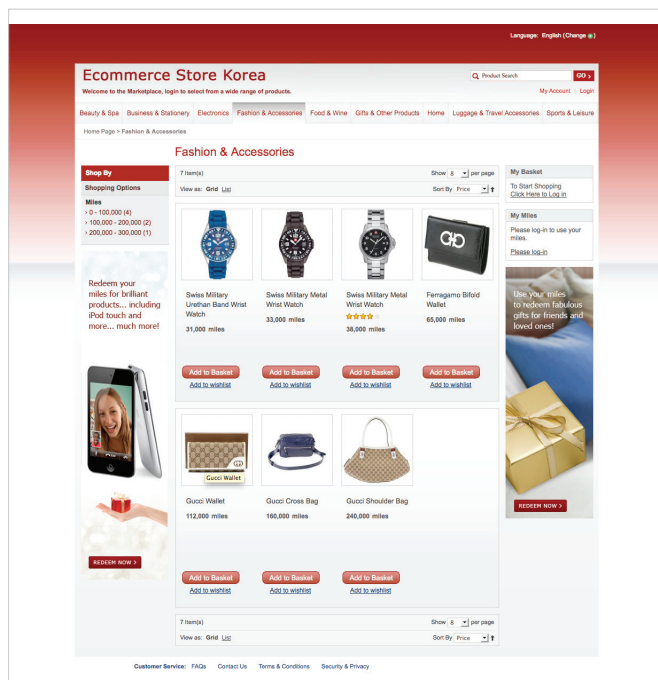 Language: English (Change)
Ecommerce Store Korea
Product Search GO >
Welcome to the Marketplace, login to select from a wide range of products.
My Account | Login
Beauty & Spa Business & Stationery Electronics Fashion & Accessories Food & Wine Gifts & Other Products Home Luggage & Travel Accessories Sports & Leisure
Home Page > Fashion & Accessories
Fashion & Accessories
Shop By
Shopping Options
Miles
› 0 - 100,000 (4)
› 100,000 - 200,000 (2)
› 200,000 - 300,000 (1)
Redeem your
miles for brilliant
products... including
iPod touch and
more... much more!
REDEEM NOW >
7 Item(s)
Show 8 per page
View as: Grid List
Sort By Price
Swiss Military
Urethan Band Wrist
Watch
31,000 miles
Add to Basket
Add to wishlist
Swiss Military Metal
Wrist Watch
33,000 miles
Add to Basket
Add to wishlist
Swiss Military Metal
Wrist Watch
38,000 miles
Add to Basket
Add to wishlist
Ferragamo Bifold
Wallet
65,000 miles
Add to Basket
Add to wishlist
Gucci Wallet
Gucci Wallet
112,000 miles
Add to Basket
Add to wishlist
Gucci Cross Bag
160,000 miles
Add to Basket
Add to wishlist
Gucci Shoulder Bag
240,000 miles
Add to Basket
Add to wishlist
7 Item(s)
Show 8 per page
View as: Grid List
Sort By Price
My Basket
To Start Shopping
Click Here to Log in
My Miles
Please log-in to use your
miles.
Please log-in
Use your miles
to redeem fabulous
gifts for friends and
loved ones!
REDEEM NOW >
Customer Service: FAQs Contact Us Terms & Conditions Security & Privacy